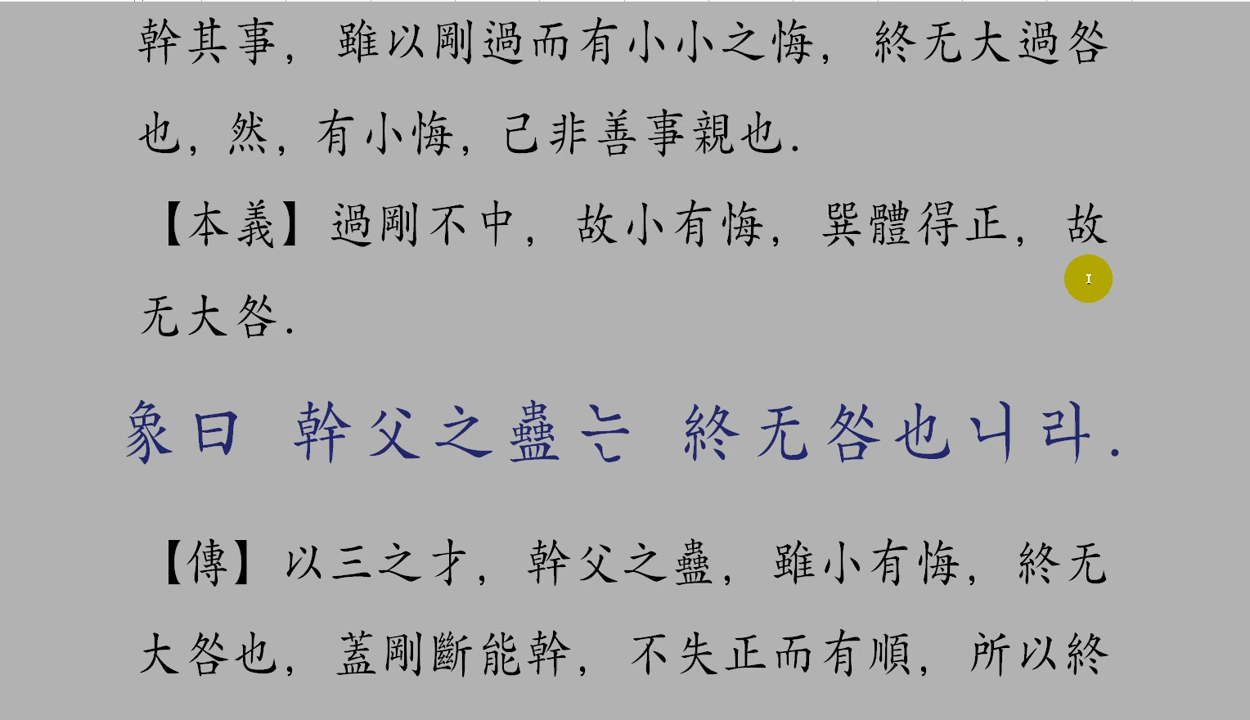 幹其事, 雖以剛過而有小小之悔, 終无大過咎
也, 然, 有小悔, 己非善事親也.
【本義】過剛不中, 故小有悔, 巽體得正, 故
无大咎.
象曰 幹父之蠱는 終无咎也니라.
【傳】以三之才, 幹父之蠱, 雖小有悔, 終无
大咎也, 蓋剛斷能幹, 不失正而有順, 所以終